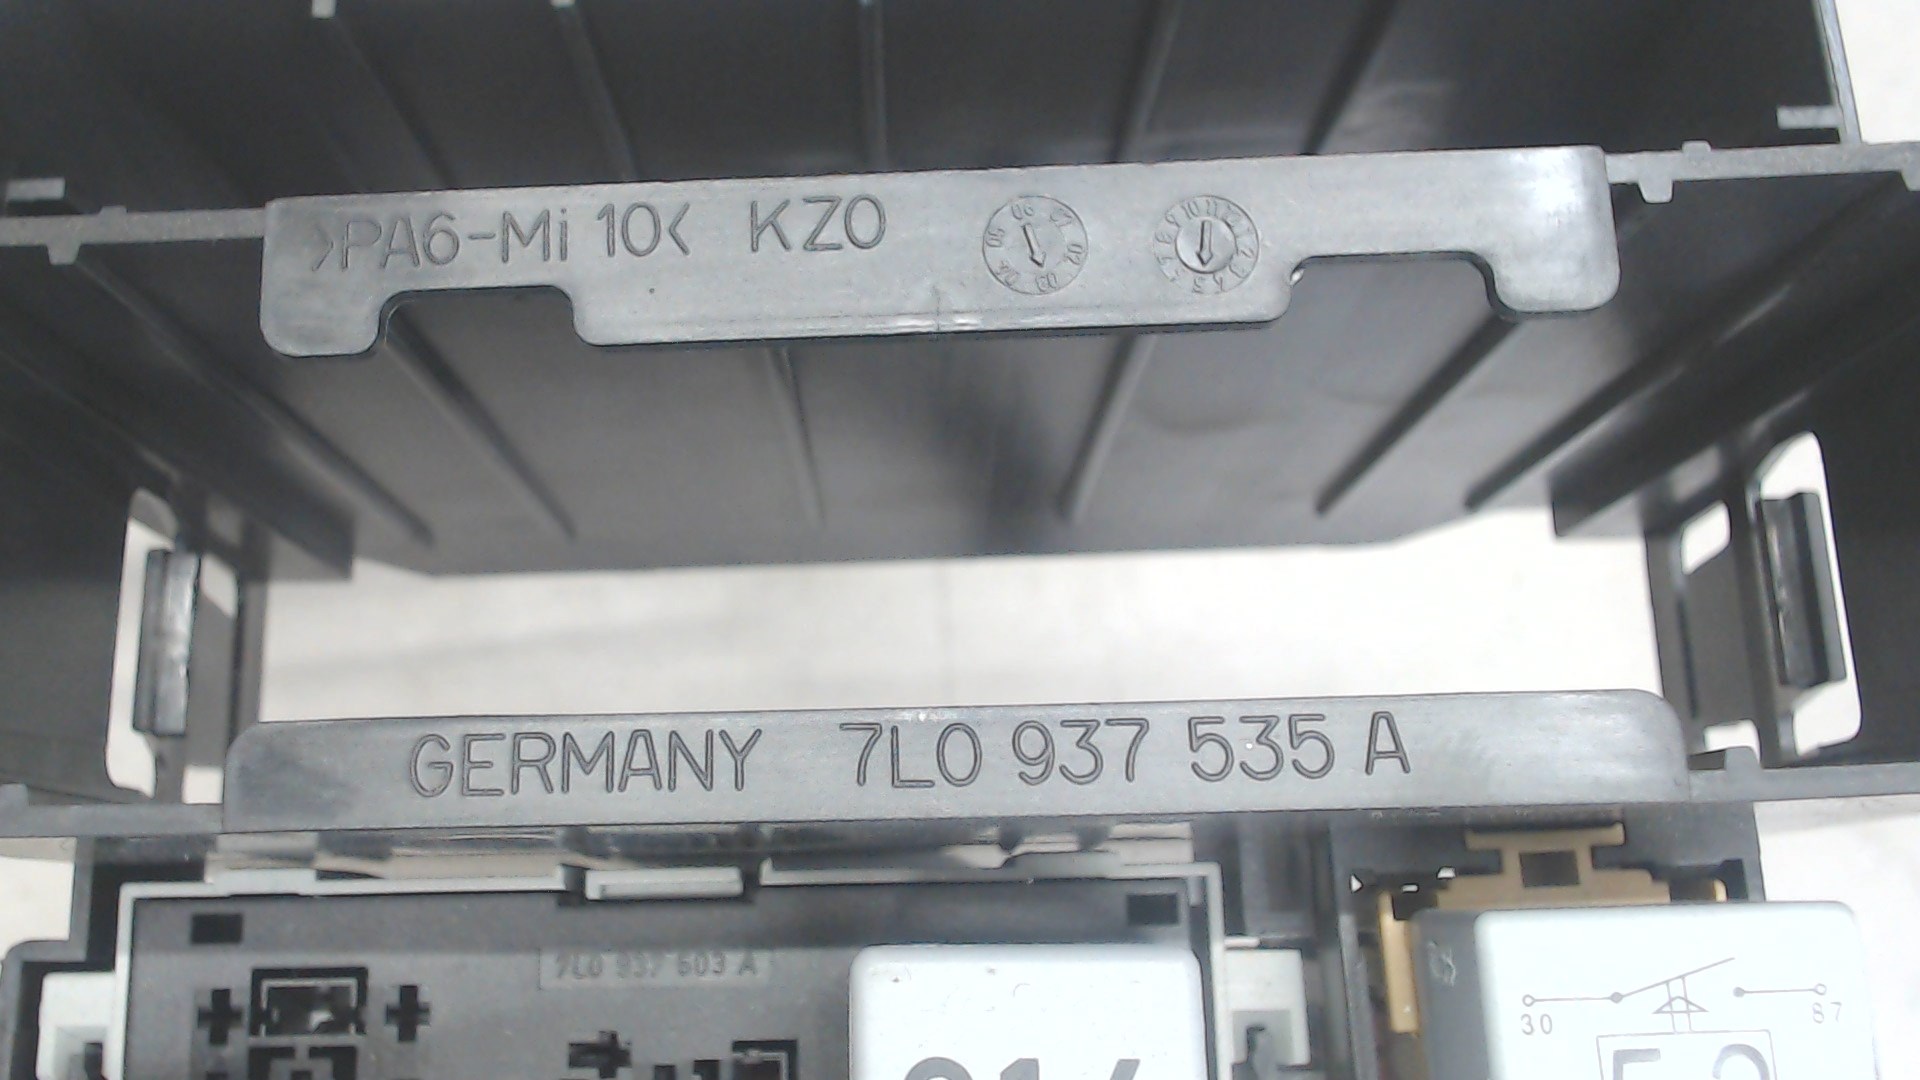 >PA6-Mi 10< KZO
GERMANY 7L0 937 535 A
7L0 937 503 A
30
87